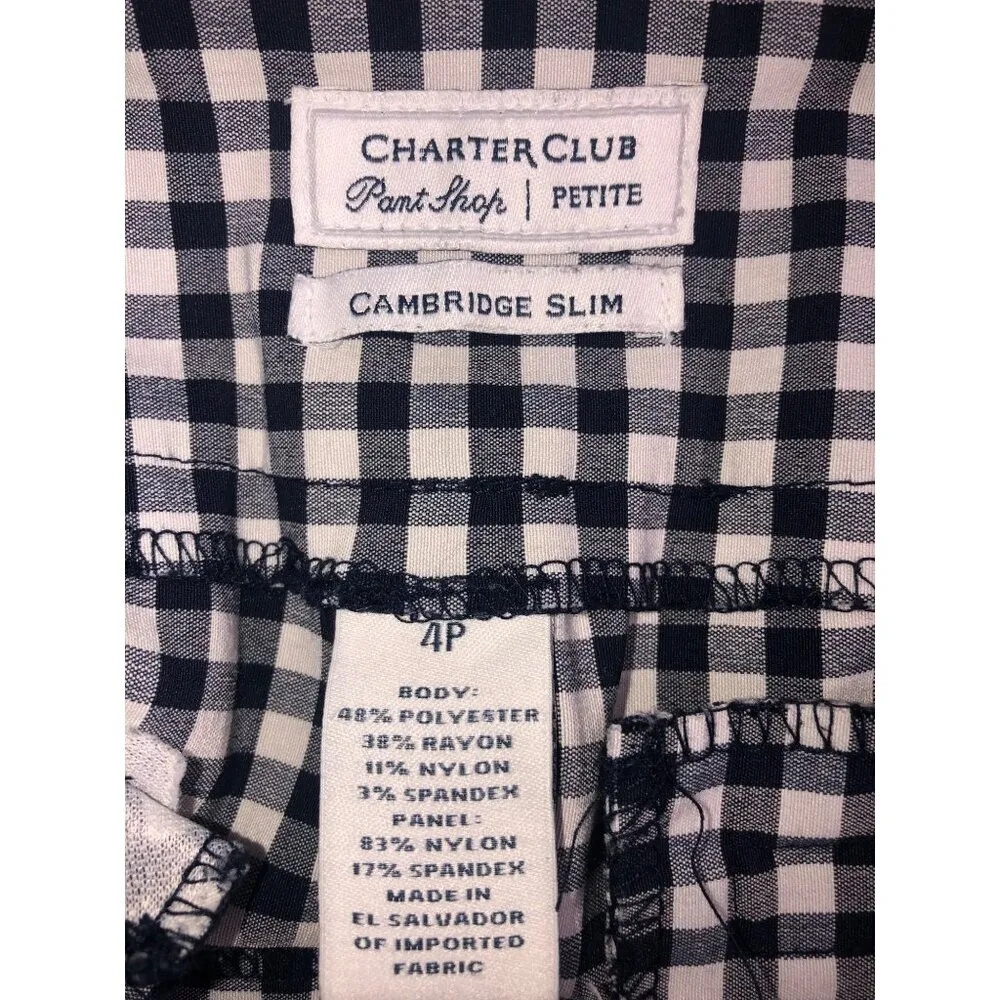 CHARTER CLUB
Pant Shop | PETITE
CAMBRIDGE SLIM
4P
BODY:
48% POLYESTER
38% RAYON
11% NYLON
3% SPANDEX
PANEL:
83% NYLON
17% SPANDEX
MADE IN
EL SALVADOR
OF IMPORTED
FABRIC